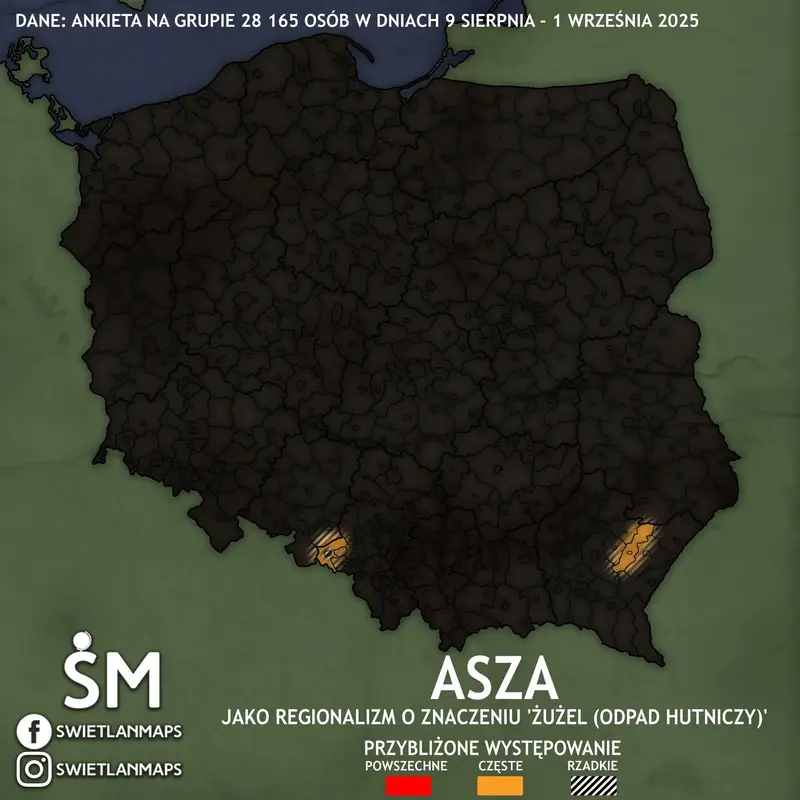 DANE: ANKIETA NA GRUPIE 28 165 OSÓB W DNIACH 9 SIERPNIA - 1 WRZEŚNIA 2025
ŚM
SWIETLANMAPS
SWIETLANMAPS
ASZA
JAKO REGIONALIZM O ZNACZENIU 'ŻUŻEL (ODPAD HUTNICZY)'
PRZYBLIŻONE WYSTĘPOWANIE
POWSZECHNE CZĘSTE RZADKIE